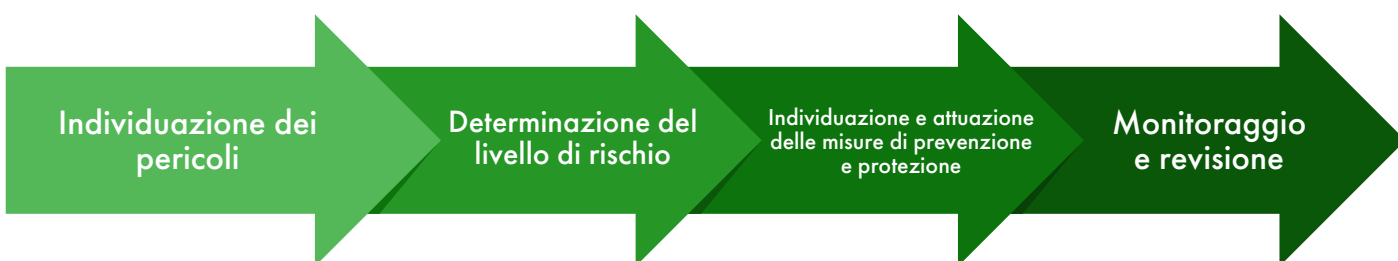 Individuazione dei
pericoli
Determinazione del
livello di rischio
Individuazione e attuazione
delle misure di prevenzione
e protezione
Monitoraggio
e revisione